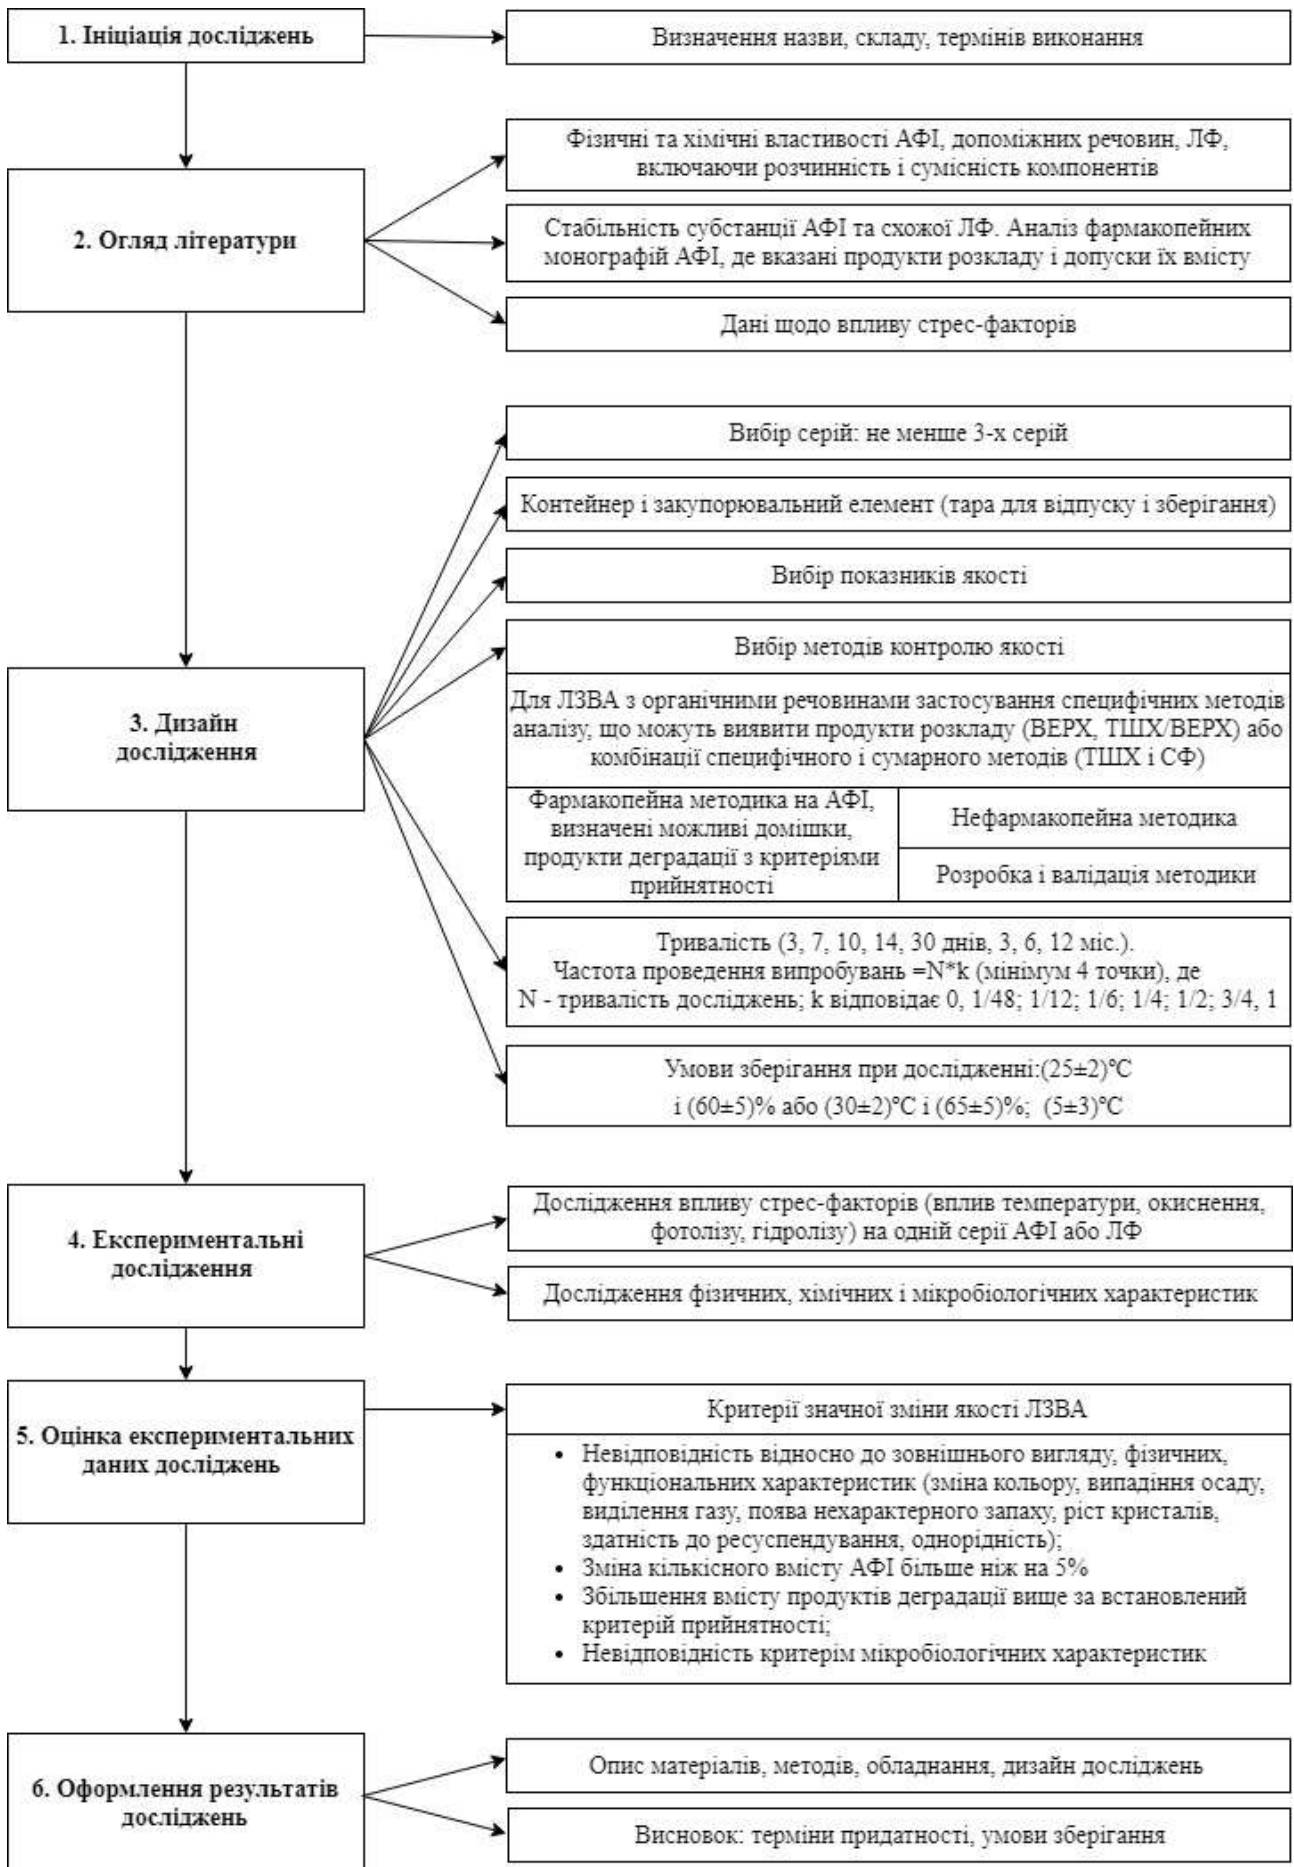 1. Ініціація досліджень
Визначення назви, складу, термінів виконання
2. Огляд літератури
Фізичні та хімічні властивості АФІ, допоміжних речовин, ЛФ,
включаючи розчинність і сумісність компонентів
Стабільність субстанції АФІ та схожої ЛФ. Аналіз фармакопейних
монографій АФІ, де вказані продукти розкладу і допуски їх вмісту
Дані щодо впливу стрес-факторів
3. Дизайн
дослідження
Вибір серій: не менше 3-х серій
Контейнер і закупорювальний елемент (тара для відпуску і зберігання)
Вибір показників якості
Вибір методів контролю якості
Для ЛЗВА з органічними речовинами застосування специфічних методів
аналізу, що можуть виявити продукти розкладу (ВЕРХ, ТШХ/ВЕРХ) або
комбінації специфічного і сумарного методів (ТШХ і СФ)
Фармакопейна методика на АФІ,
визначені можливі домішки,
продукти деградації з критеріями
прийнятності
Нефармакопейна методика
Розробка і валідація методики
Тривалість (3, 7, 10, 14, 30 днів, 3, 6, 12 міс.).
Частота проведення випробувань =N*k (мінімум 4 точки), де
N - тривалість досліджень; k відповідає 0, 1/48; 1/12; 1/6; 1/4; 1/2; 3/4, 1
Умови зберігання при дослідженні:(25±2)°С
і (60±5)% або (30±2)°С і (65±5)%; (5±3)°С
4. Експериментальні
дослідження
Дослідження впливу стрес-факторів (вплив температури, окиснення,
фотолізу, гідролізу) на одній серії АФІ або ЛФ
Дослідження фізичних, хімічних і мікробіологічних характеристик
5. Оцінка експериментальних
даних досліджень
Критерії значної зміни якості ЛЗВА
• Невідповідність відносно до зовнішнього вигляду, фізичних,
функціональних характеристик (зміна кольору, випадіння осаду,
виділення газу, поява нехарактерного запаху, ріст кристалів,
здатність до ресуспендування, однорідність);
• Зміна кількісного вмісту АФІ більше ніж на 5%
• Збільшення вмісту продуктів деградації вище за встановлений
критерій прийнятності;
• Невідповідність критерім мікробіологічних характеристик
6. Оформлення результатів
досліджень
Опис матеріалів, методів, обладнання, дизайн досліджень
Висновок: терміни придатності, умови зберігання